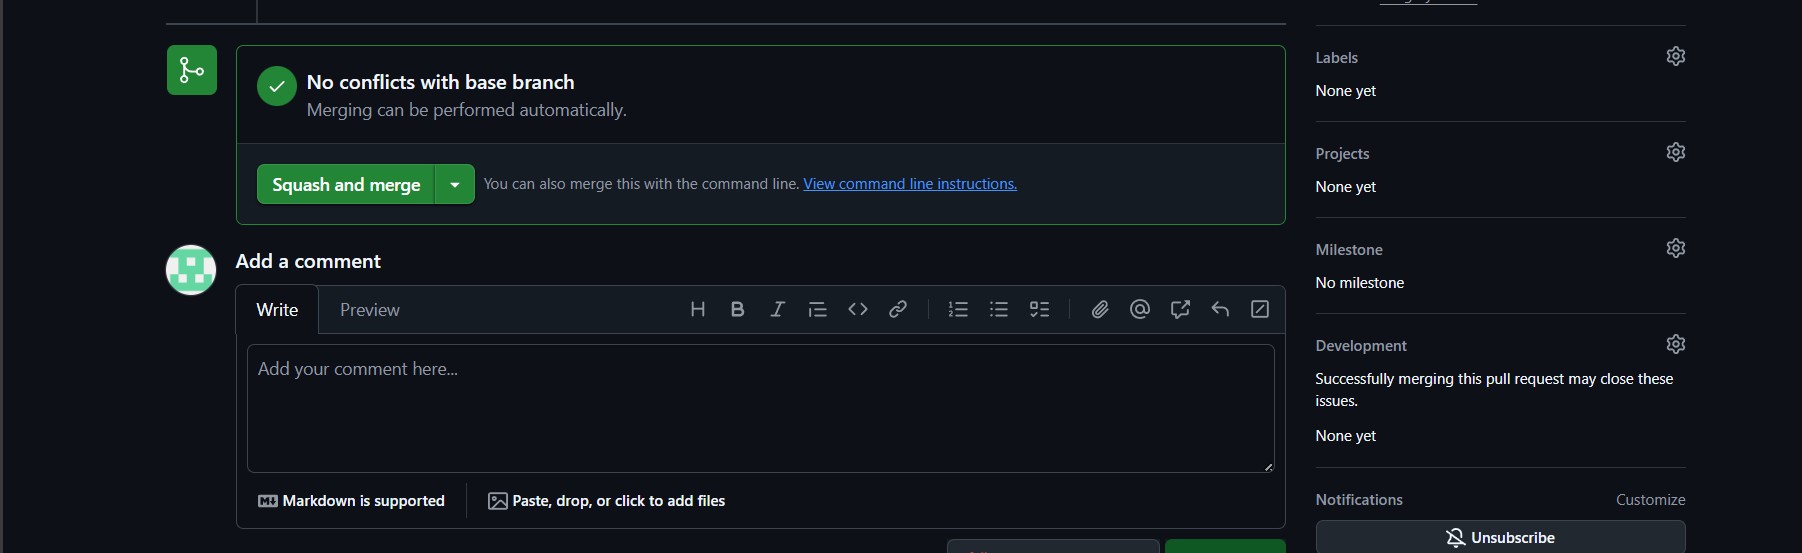 No conflicts with base branch
Merging can be performed automatically.
Squash and merge
You can also merge this with the command line. View command line instructions.
Add a comment
Write
Preview
Add your comment here...
Markdown is supported
Paste, drop, or click to add files
Labels
None yet
Projects
None yet
Milestone
No milestone
Development
Successfully merging this pull request may close these
issues.
None yet
Notifications
Customize
Unsubscribe